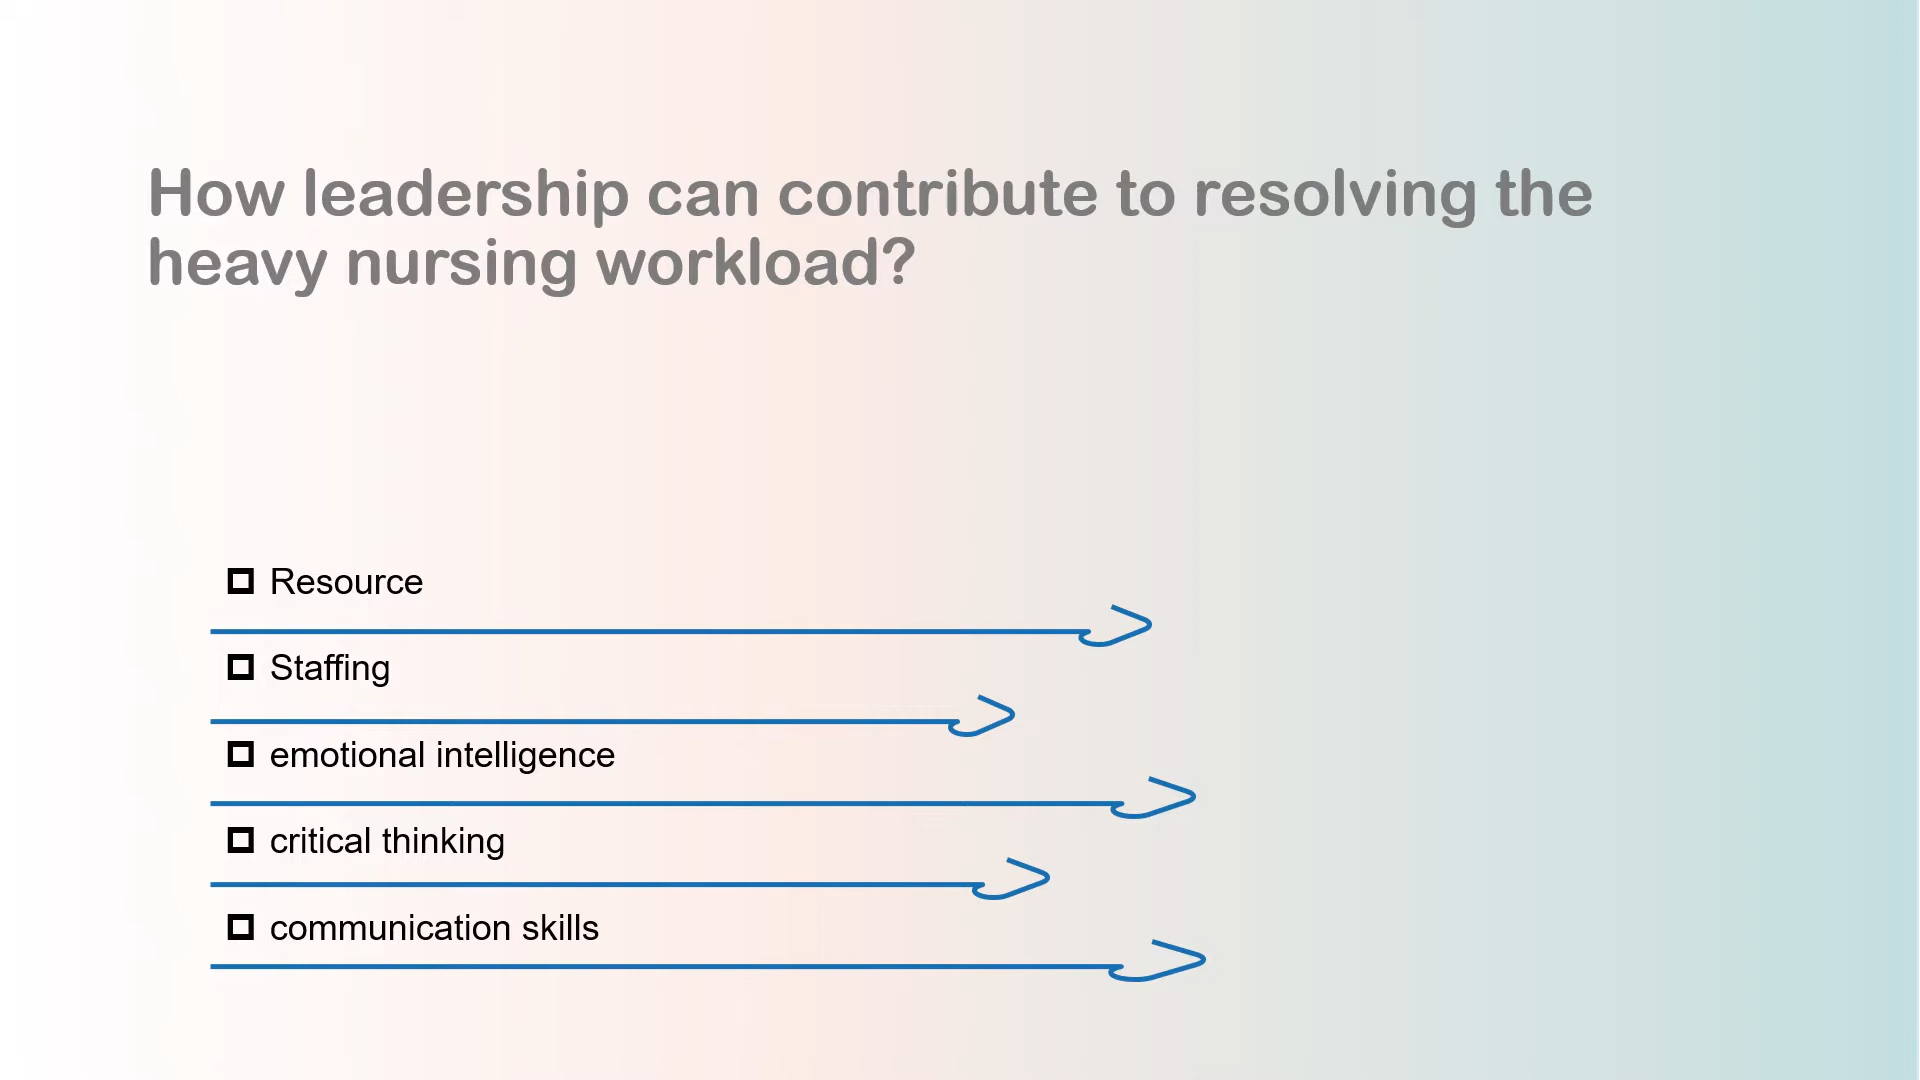 How leadership can contribute to resolving the
heavy nursing workload?
Resource
Staffing
emotional intelligence
critical thinking
communication skills